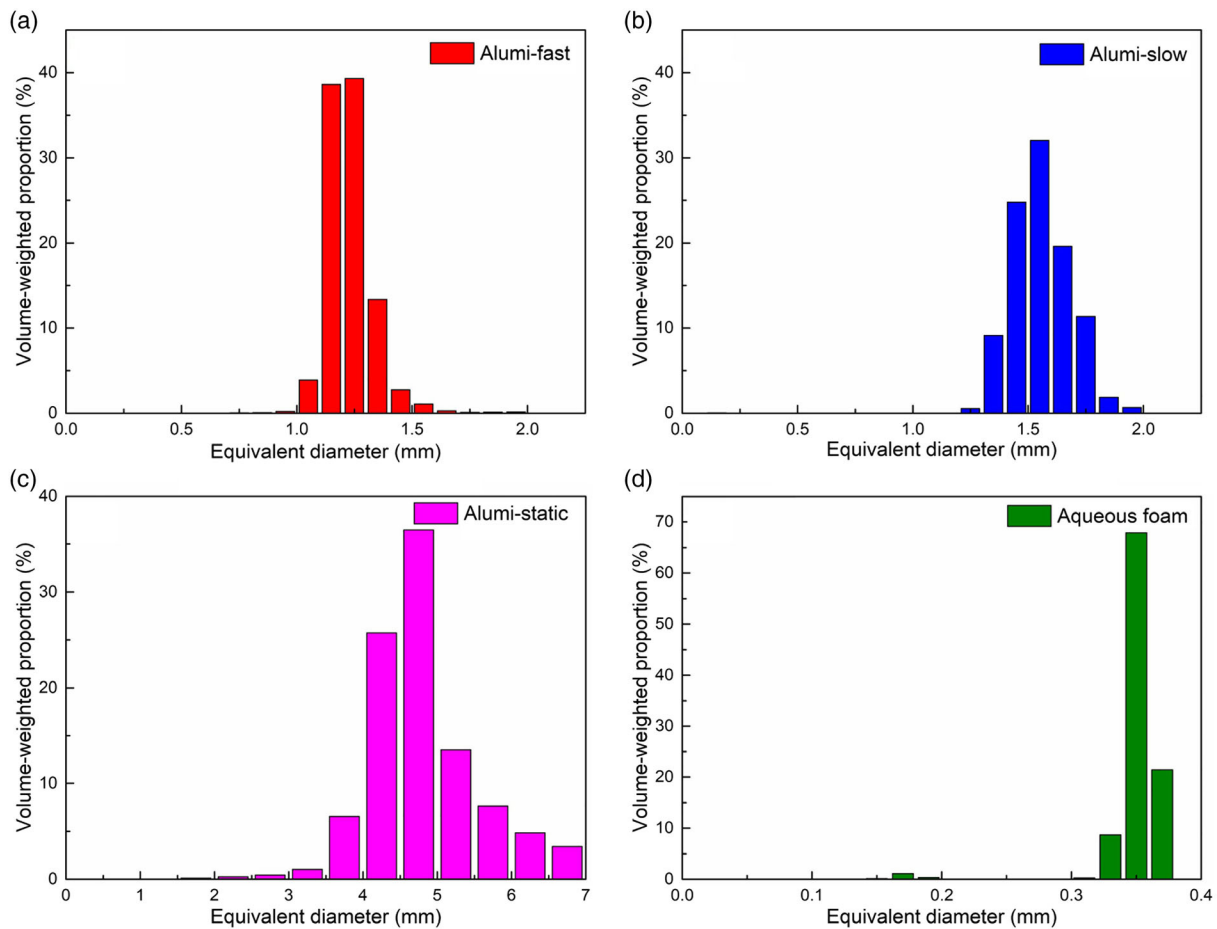 (a)
Alumi-fast
Volume-weighted proportion (%)
40
30
20
10
0
0.0 0.5 1.0 1.5 2.0
Equivalent diameter (mm)
(b)
Alumi-slow
Volume-weighted proportion (%)
40
30
20
10
0
0.0 0.5 1.0 1.5 2.0
Equivalent diameter (mm)
(c)
Alumi-static
Volume-weighted proportion (%)
40
30
20
10
0
0 1 2 3 4 5 6 7
Equivalent diameter (mm)
(d)
Aqueous foam
Volume-weighted proportion (%)
70
60
50
40
30
20
10
0
0.0 0.1 0.2 0.3 0.4
Equivalent diameter (mm)